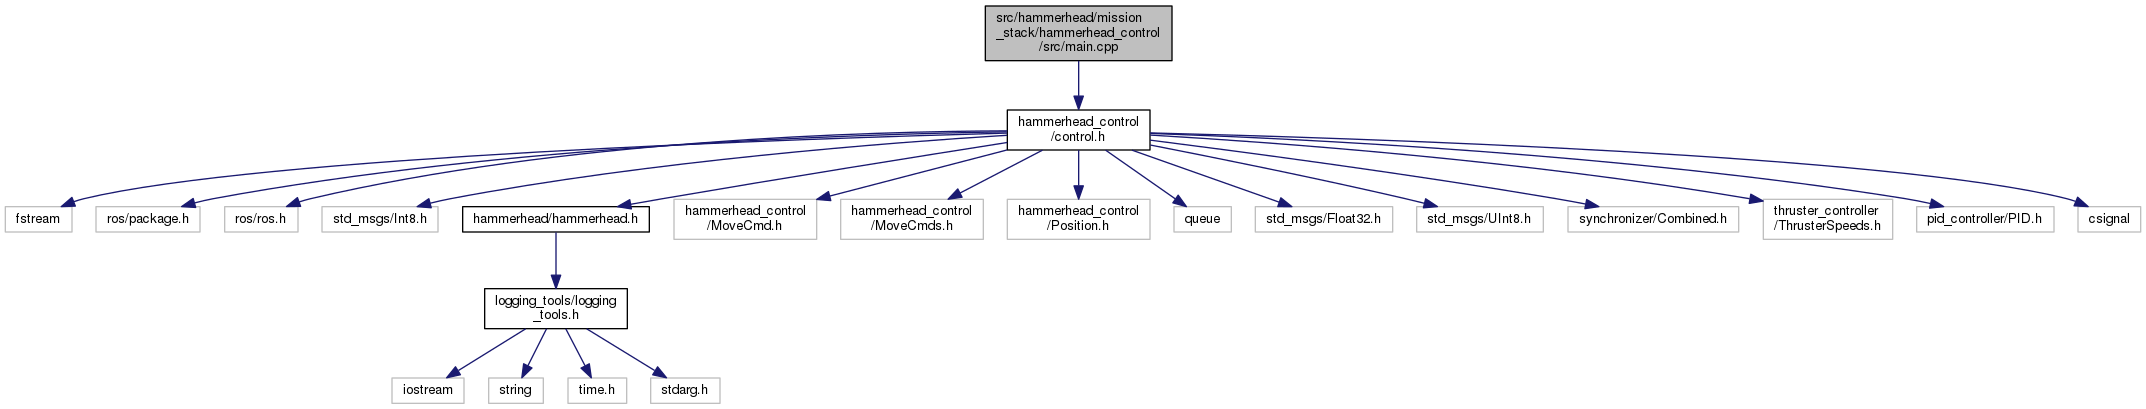 src/hammerhead/mission
_stack/hammerhead_control
/src/main.cpp
hammerhead_control
/control.h
fstream
ros/package.h
ros/ros.h
std_msgs/Int8.h
hammerhead/hammerhead.h
hammerhead_control
/MoveCmd.h
hammerhead_control
/MoveCmds.h
hammerhead_control
/Position.h
queue
std_msgs/Float32.h
std_msgs/UInt8.h
synchronizer/Combined.h
thruster_controller
/ThrusterSpeeds.h
pid_controller/PID.h
csignal
logging_tools/logging
_tools.h
iostream
string
time.h
stdarg.h